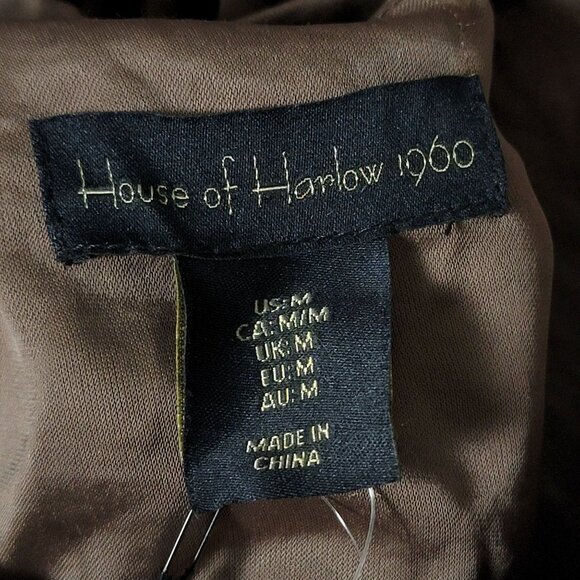 House of Harlow 1960
US: M
CA: M/M
UK: M
EU: M
AU: M
MADE IN
CHINA